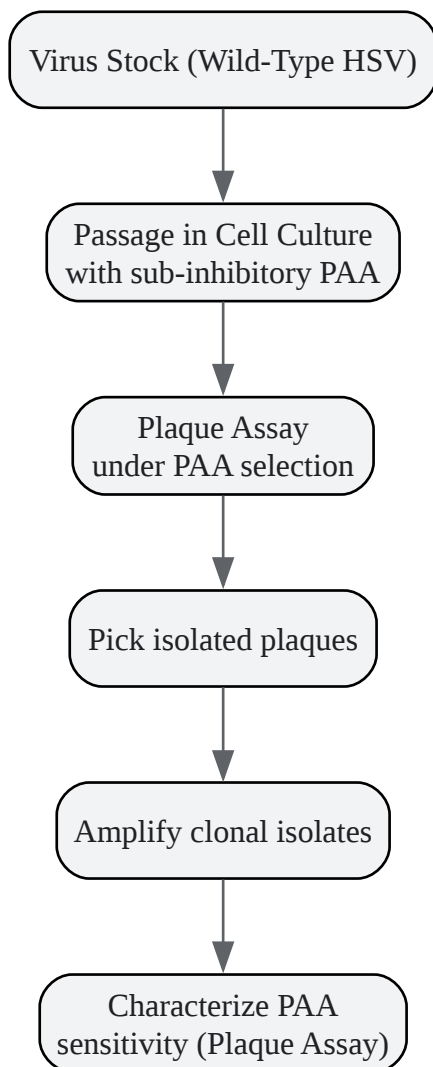 Virus Stock (Wild-Type HSV)
Passage in Cell Culture
with sub-inhibitory PAA
Plaque Assay
under PAA selection
Pick isolated plaques
Amplify clonal isolates
Characterize PAA
sensitivity (Plaque Assay)